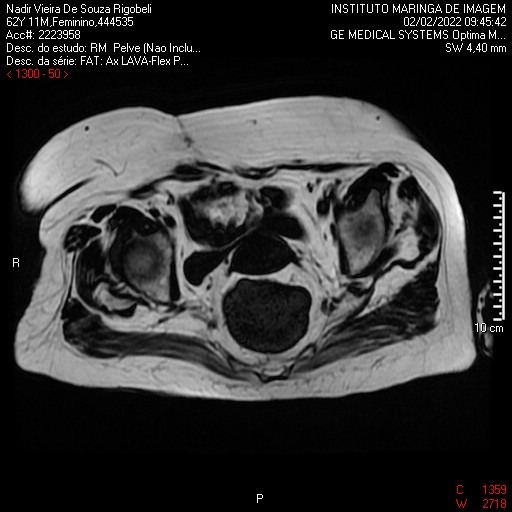 Nadir Vieira De Souza Rigobeli
62Y 11M,Feminino,444535
Acc#: 2223958
Desc. do estudo: RM  Pelve (Nao Inclu...
Desc. da série: FAT: Ax LAVA-Flex P...
< 1300 - 50 >
INSTITUTO MARINGA DE IMAGEM
02/02/2022 09:45:42
GE MEDICAL SYSTEMS Optima M...
SW 4,40 mm
R
10 cm
P
C 1359
W 2718